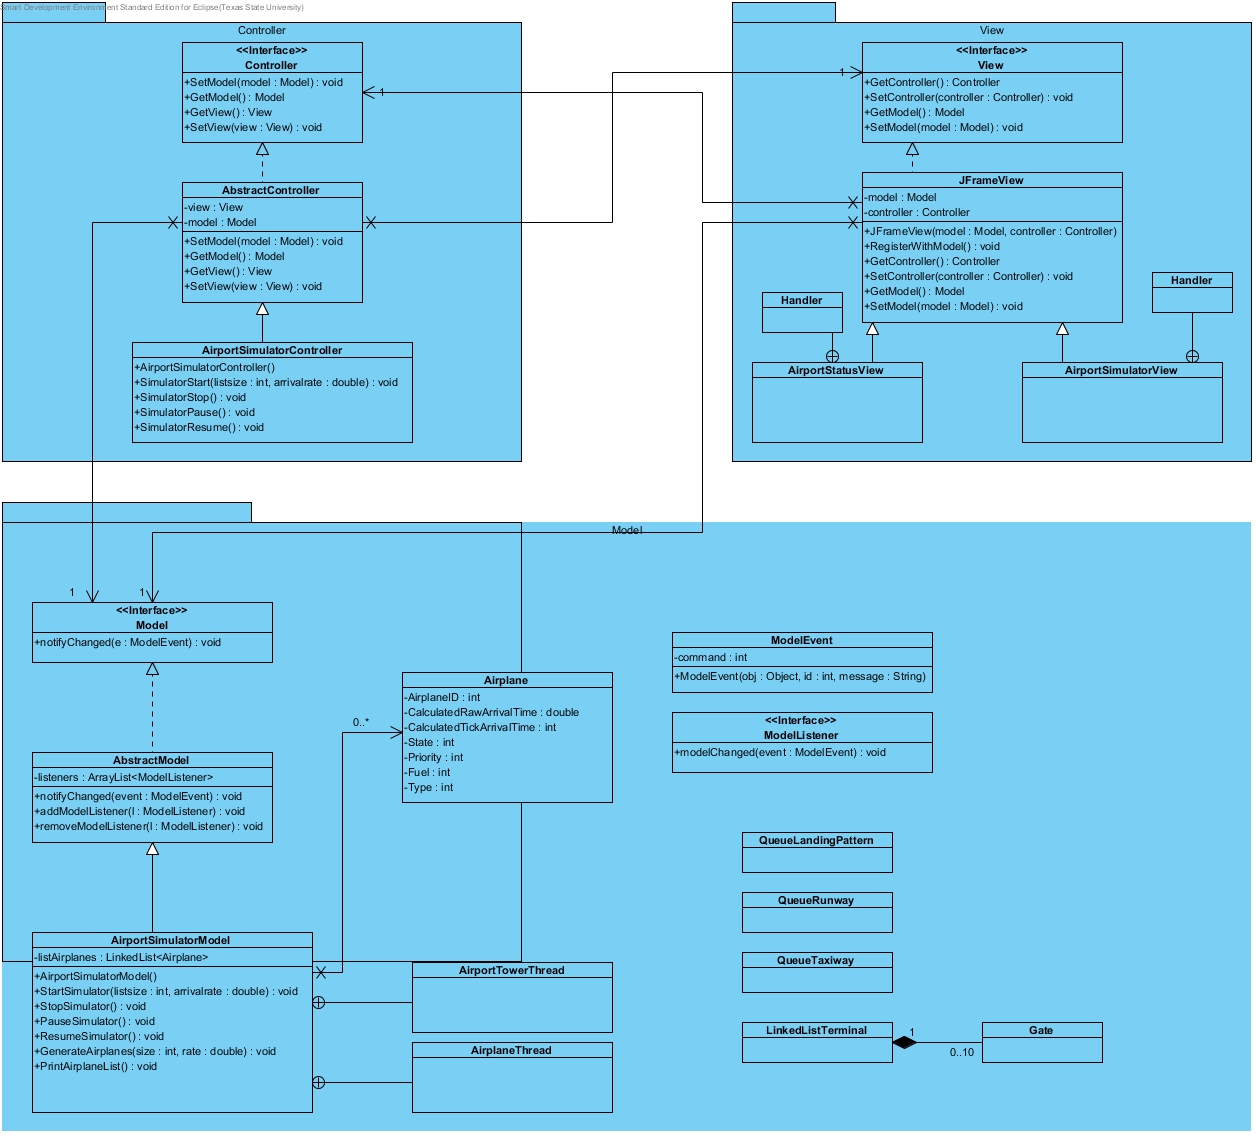 Smart Development Environment Standard Edition for Eclipse(Texas State University)
Controller
<<Interface>>
Controller
+SetModel(model : Model) : void
+GetModel() : Model
+GetView() : View
+SetView(view : View) : void
1
AbstractController
-view : View
-model : Model
+SetModel(model : Model) : void
+GetModel() : Model
+GetView() : View
+SetView(view : View) : void
AirportSimulatorController
+AirportSimulatorController()
+SimulatorStart(listsize : int, arrivalrate : double) : void
+SimulatorStop() : void
+SimulatorPause() : void
+SimulatorResume() : void
View
<<Interface>>
View
1
+GetController() : Controller
+SetController(controller : Controller) : void
+GetModel() : Model
+SetModel(model : Model) : void
JFrameView
-model : Model
-controller : Controller
+JFrameView(model : Model, controller : Controller)
+RegisterWithModel() : void
+GetController() : Controller
+SetController(controller : Controller) : void
+GetModel() : Model
+SetModel(model : Model) : void
Handler
Handler
AirportStatusView
AirportSimulatorView
Model
1
1
<<Interface>>
Model
+notifyChanged(e : ModelEvent) : void
AbstractModel
-listeners : ArrayList<ModelListener>
+notifyChanged(event : ModelEvent) : void
+addModelListener(l : ModelListener) : void
+removeModelListener(l : ModelListener) : void
AirportSimulatorModel
-listAirplanes : LinkedList<Airplane>
+AirportSimulatorModel()
+StartSimulator(listsize : int, arrivalrate : double) : void
+StopSimulator() : void
+PauseSimulator() : void
+ResumeSimulator() : void
+GenerateAirplanes(size : int, rate : double) : void
+PrintAirplaneList() : void
0..*
Airplane
-AirplaneID : int
-CalculatedRawArrivalTime : double
-CalculatedTickArrivalTime : int
-State : int
-Priority : int
-Fuel : int
-Type : int
AirportTowerThread
AirplaneThread
ModelEvent
-command : int
+ModelEvent(obj : Object, id : int, message : String)
<<Interface>>
ModelListener
+modelChanged(event : ModelEvent) : void
QueueLandingPattern
QueueRunway
QueueTaxiway
LinkedListTerminal
1
0..10
Gate